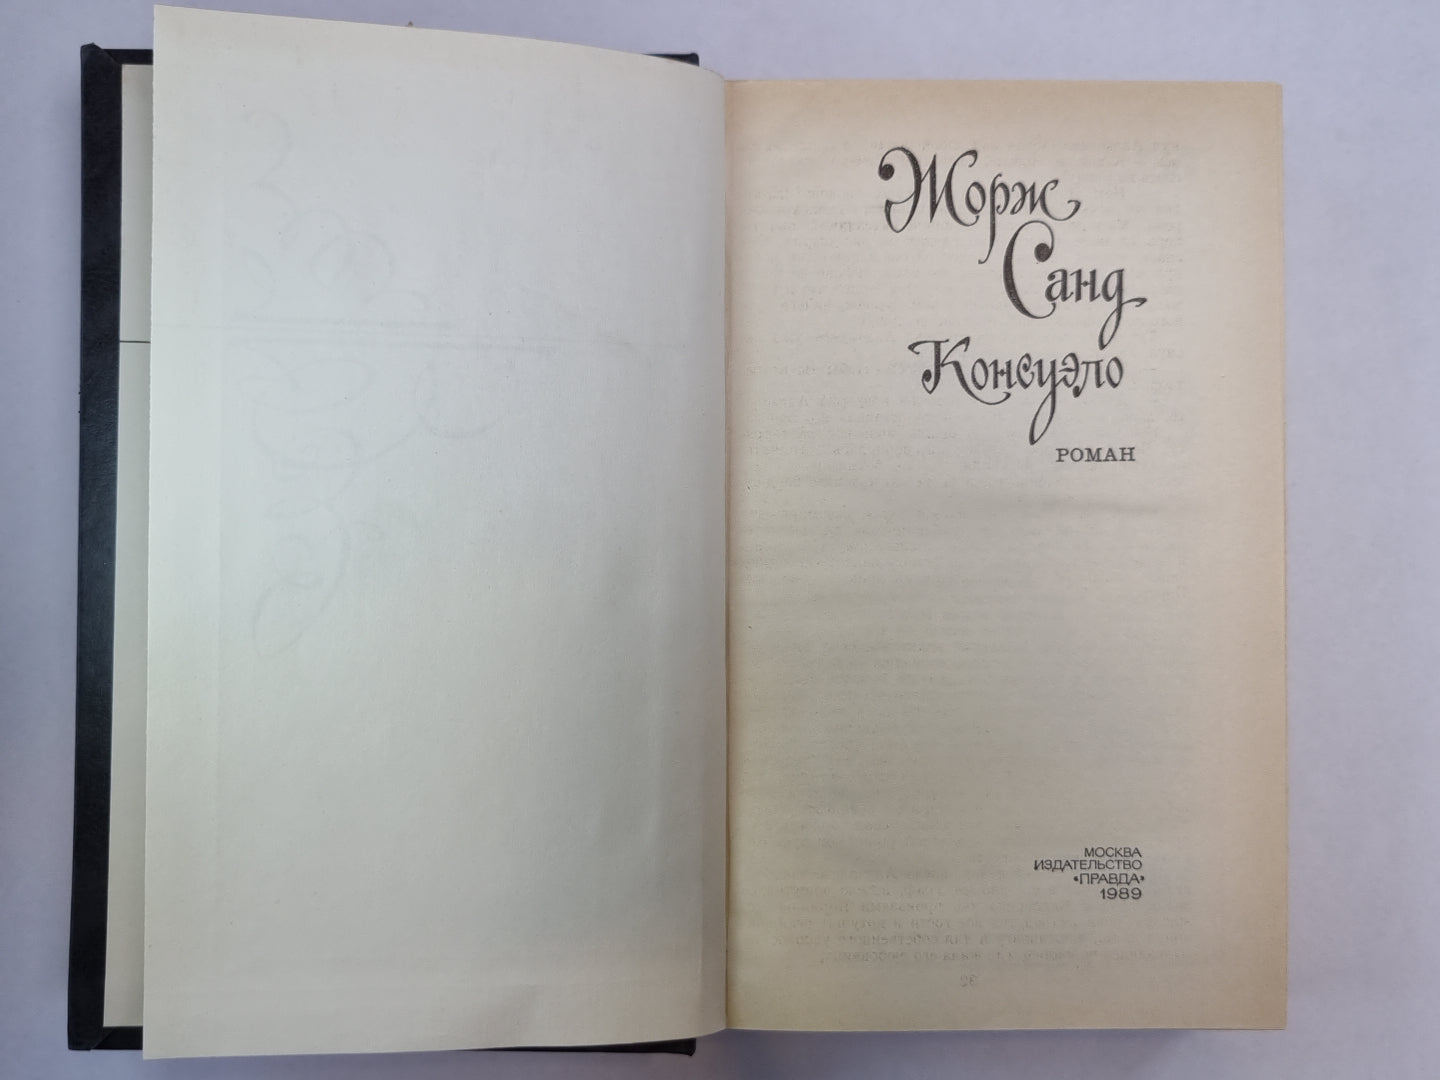 Жорж
Санд
Консуэло
РОМАН
МОСКВА
ИЗДАТЕЛЬСТВО
«ПРАВДА»
1989